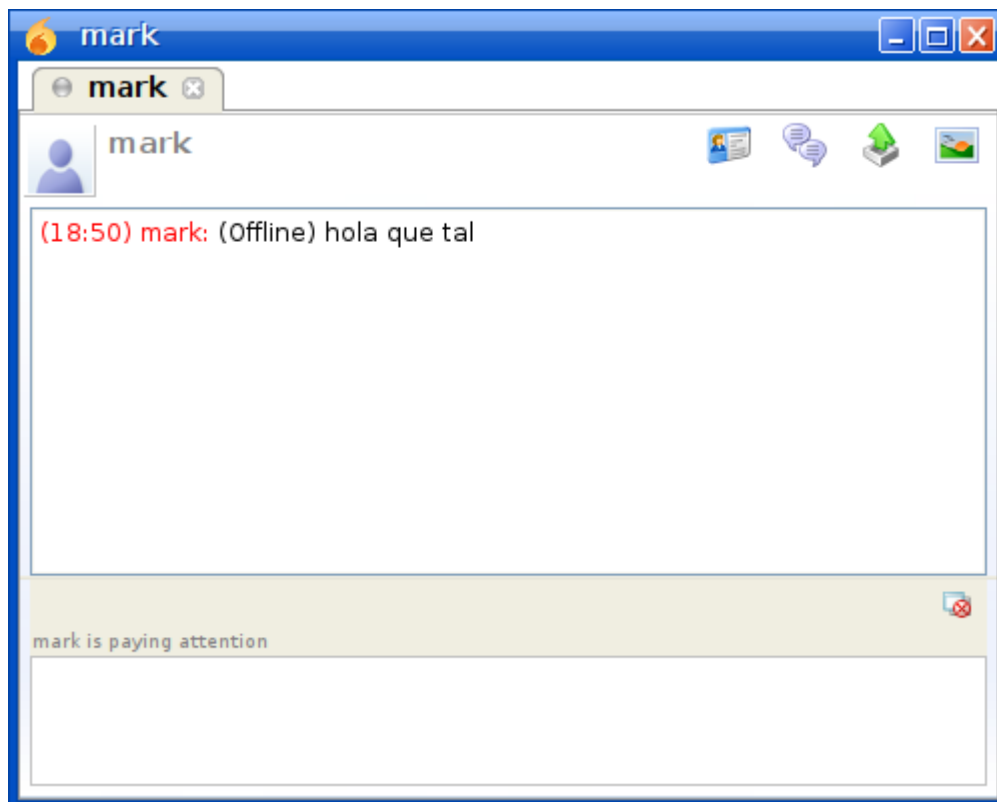 mark
mark
mark
(18:50) mark: (Offline) hola que tal
mark is paying attention